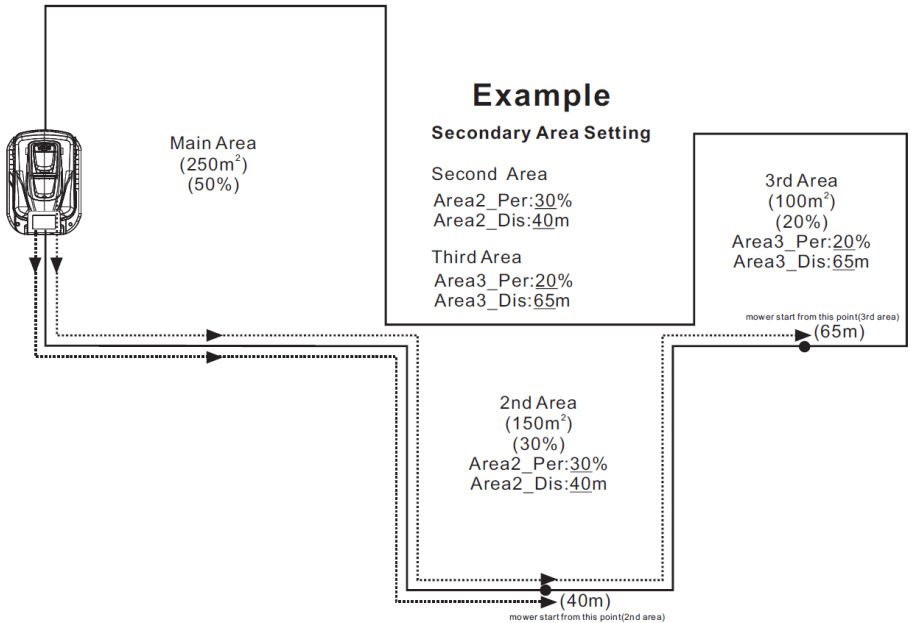 Example
Secondary Area Setting
Main Area
(250m²)
(50%)
Second Area
Area2_Per:30%
Area2_Dis:40m
Third Area
Area3_Per:20%
Area3_Dis:65m
3rd Area
(100m²)
(20%)
Area3_Per:20%
Area3_Dis:65m
mower start from this point(3rd area)
(65m)
2nd Area
(150m²)
(30%)
Area2_Per:30%
Area2_Dis:40m
(40m)
mower start from this point(2nd area)